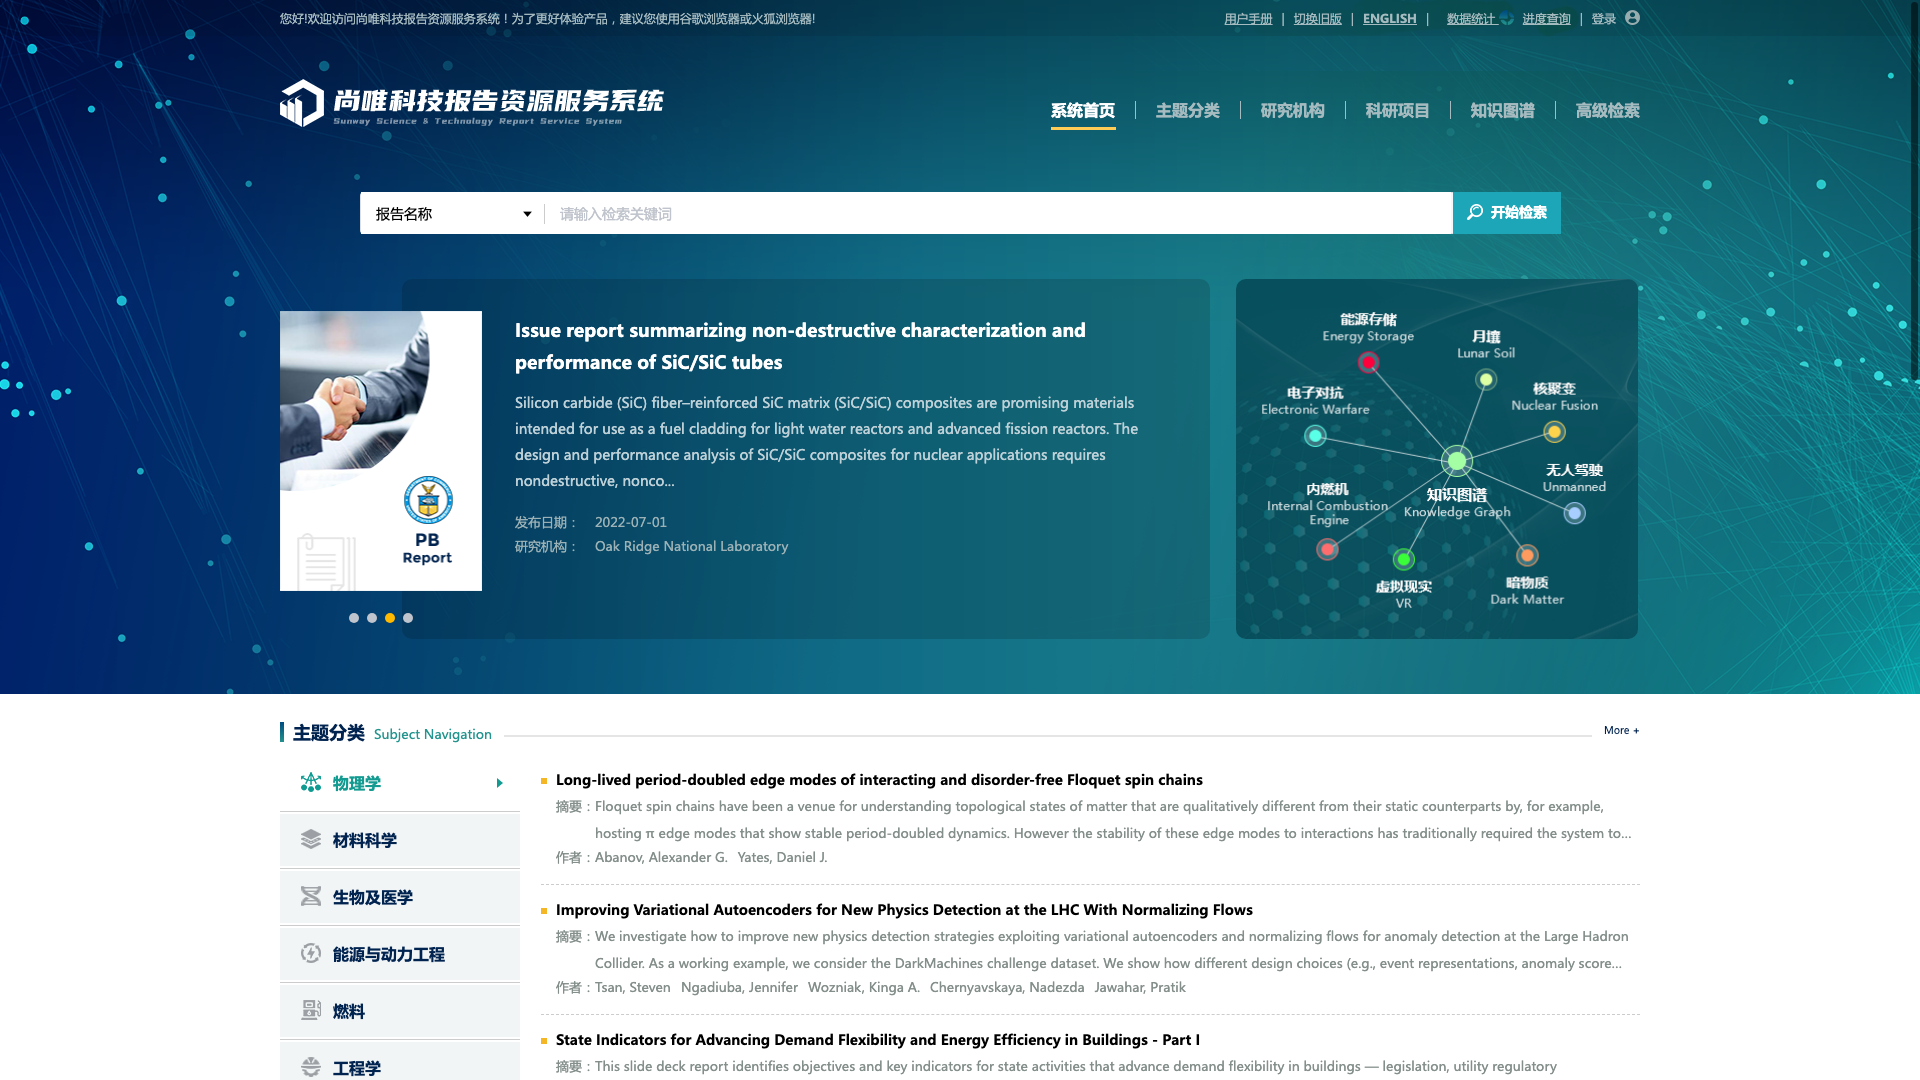 您好!欢迎访问尚唯科技报告资源服务系统！为了更好体验产品，建议您使用谷歌浏览器或火狐浏览器!
用户手册 | 切换旧版 | ENGLISH | 数据统计 进度查询 | 登录
尚唯科技报告资源服务系统
Sunway Science & Technology Report Service System
系统首页 主题分类 研究机构 科研项目 知识图谱 高级检索
报告名称 请输入检索关键词 开始检索
Issue report summarizing non-destructive characterization and
performance of SiC/SiC tubes
Silicon carbide (SiC) fiber–reinforced SiC matrix (SiC/SiC) composites are promising materials
intended for use as a fuel cladding for light water reactors and advanced fission reactors. The
design and performance analysis of SiC/SiC composites for nuclear applications requires
nondestructive, nonco...
发布日期： 2022-07-01
研究机构： Oak Ridge National Laboratory
PB
Report
能源存储
Energy Storage
月壤
Lunar Soil
电子对抗
Electronic Warfare
核聚变
Nuclear Fusion
无人驾驶
Unmanned
内燃机
Internal Combustion
Engine
知识图谱
Knowledge Graph
虚拟现实
VR
暗物质
Dark Matter
主题分类 Subject Navigation
More +
物理学
材料科学
生物及医学
能源与动力工程
燃料
工程学
Long-lived period-doubled edge modes of interacting and disorder-free Floquet spin chains
摘要：Floquet spin chains have been a venue for understanding topological states of matter that are qualitatively different from their static counterparts by, for example,
hosting π edge modes that show stable period-doubled dynamics. However the stability of these edge modes to interactions has traditionally required the system to...
作者：Abanov, Alexander G. Yates, Daniel J.
Improving Variational Autoencoders for New Physics Detection at the LHC With Normalizing Flows
摘要：We investigate how to improve new physics detection strategies exploiting variational autoencoders and normalizing flows for anomaly detection at the Large Hadron
Collider. As a working example, we consider the DarkMachines challenge dataset. We show how different design choices (e.g., event representations, anomaly score...
作者：Tsan, Steven Ngadiuba, Jennifer Wozniak, Kinga A. Chernyavskaya, Nadezda Jawahar, Pratik
State Indicators for Advancing Demand Flexibility and Energy Efficiency in Buildings - Part I
摘要：This slide deck report identifies objectives and key indicators for state activities that advance demand flexibility in buildings — legislation, utility regulatory